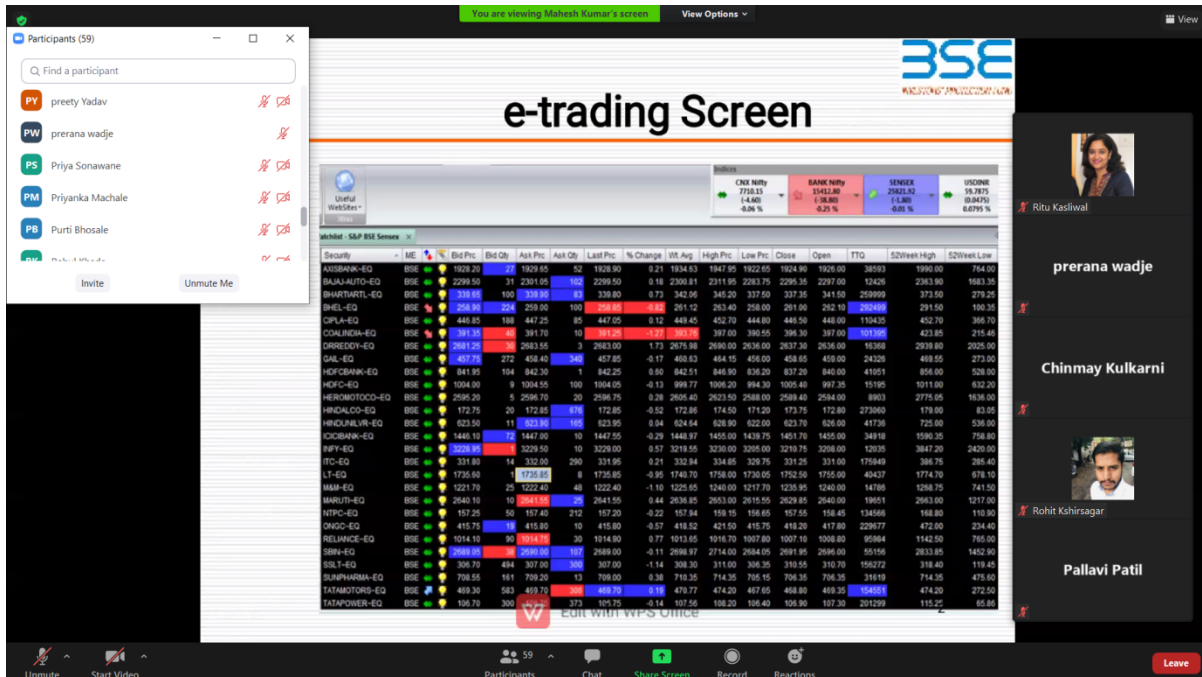 You are viewing Mahesh Kumar's screen
View Options
View
Participants (59)
Find a participant
PY preety Yadav
PW prerana wadje
PS Priya Sonawane
PM Priyanka Machale
PB Purti Bhosale
Invite
Unmute Me
BSE
e-trading Screen
Useful WebSites
Indices
CNX Nifty
7710.15
(-4.60)
-0.06 %
BANK Nifty
15412.80
(-38.80)
-0.25 %
SENSEX
25821.92
(-1.80)
-0.01 %
USDINR
59.7875
(0.0475)
0.0795 %
atchlist - S&P BSE Sensex
Security ME Bid Prc Bid Qty Ask Prc Ask Qty Last Prc % Change Wt.Avg High Prc Low Prc Close Open TTQ 52Week High 52Week Low
AXISBANK-EQ BSE 1928.20 27 1929.65 52 1928.90 0.21 1934.63 1947.95 1922.65 1924.90 1926.00 38593 1990.00 764.00
BAJAJ-AUTO-EQ BSE 2299.50 31 2301.05 102 2299.50 0.18 2300.81 2311.95 2283.75 2295.35 2297.00 12426 2363.90 1683.35
BHARTIARTL-EQ BSE 339.65 100 339.90 83 339.80 0.73 342.06 345.20 337.50 337.35 341.50 259999 373.50 279.25
BHEL-EQ BSE 258.90 224 259.00 100 258.85 -0.82 261.12 263.40 258.00 261.00 262.10 292499 291.50 100.35
CIPLA-EQ BSE 446.85 188 447.25 85 447.05 0.12 449.45 452.70 444.80 446.50 448.00 110435 452.70 366.70
COALINDIA-EQ BSE 391.35 40 391.70 10 391.25 -1.27 393.76 397.00 390.55 396.30 397.00 101395 423.85 215.46
DRREDDY-EQ BSE 2681.25 30 2683.55 3 2683.00 1.73 2675.98 2690.00 2636.00 2637.30 2636.00 16368 2939.80 2025.00
GAIL-EQ BSE 457.75 272 458.40 340 457.85 -0.17 460.63 464.15 456.00 458.65 459.00 24326 469.55 273.00
HDFCBANK-EQ BSE 841.95 104 842.30 1 842.25 0.60 842.51 846.90 836.20 837.20 840.00 41051 856.00 528.00
HDFC-EQ BSE 1004.00 9 1004.55 100 1004.05 -0.13 999.77 1006.20 994.30 1005.40 997.35 15195 1011.00 632.20
HEROMOTOCO-EQ BSE 2595.20 5 2596.70 20 2596.75 0.28 2605.40 2623.50 2588.00 2589.40 2594.00 8903 2775.05 1636.00
HINDALCO-EQ BSE 172.75 20 172.85 676 172.85 -0.52 172.86 174.50 171.20 173.75 172.80 273060 179.00 83.05
HINDUNILVR-EQ BSE 623.50 11 623.90 165 623.95 0.04 624.64 628.90 622.00 623.70 626.00 41736 725.00 536.00
ICICIBANK-EQ BSE 1446.10 72 1447.00 10 1447.55 -0.29 1448.97 1455.00 1439.75 1451.70 1455.00 34918 1590.35 758.80
INFY-EQ BSE 3228.95 1 3229.50 10 3229.00 0.57 3219.55 3230.00 3205.00 3210.75 3208.00 12035 3847.20 2420.00
ITC-EQ BSE 331.80 14 332.00 290 331.95 0.21 332.94 334.85 329.75 331.25 331.00 175949 386.75 285.40
LT-EQ BSE 1735.60 1 1735.85 8 1735.85 -0.95 1740.70 1758.00 1730.05 1752.50 1755.00 40437 1774.70 678.10
M&M-EQ BSE 1221.70 25 1222.40 48 1222.40 -1.10 1225.65 1240.00 1217.70 1235.95 1240.00 14786 1268.75 741.50
MARUTI-EQ BSE 2640.10 10 2641.55 25 2641.55 0.44 2636.85 2653.00 2615.55 2629.85 2640.00 19651 2663.00 1217.00
NTPC-EQ BSE 157.25 50 157.40 212 157.20 -0.22 157.94 159.15 156.65 157.55 158.45 134566 168.80 110.90
ONGC-EQ BSE 415.75 19 415.80 10 415.80 -0.57 418.52 421.50 415.75 418.20 417.80 229677 472.00 234.40
RELIANCE-EQ BSE 1014.10 90 1014.75 30 1014.90 0.77 1013.65 1016.70 1007.80 1007.10 1008.80 95984 1142.50 765.00
SBIN-EQ BSE 2689.05 38 2690.00 187 2689.00 -0.11 2698.97 2714.00 2684.05 2691.95 2696.00 55156 2833.85 1452.90
SSLT-EQ BSE 306.70 494 307.00 300 307.00 -1.14 308.30 311.00 306.35 310.55 310.70 156272 318.40 119.45
SUNPHARMA-EQ BSE 708.55 161 709.20 13 709.00 0.38 710.35 714.35 705.15 706.35 706.35 31619 714.35 475.60
TATAMOTORS-EQ BSE 469.30 583 469.70 308 469.70 0.19 470.77 474.20 467.65 468.80 469.35 154551 474.20 272.50
TATAPOWER-EQ BSE 106.70 300 373 105.75 -0.14 107.56 108.20 106.40 106.90 107.30 201299 115.25 65.86
Edit with WPS Office
2
Ritu Kasliwal
prerana wadje
Chinmay Kulkarni
Rohit Kshirsagar
Pallavi Patil
Unmute
Start Video
59
Participants
Chat
Share Screen
Record
Reactions
Leave